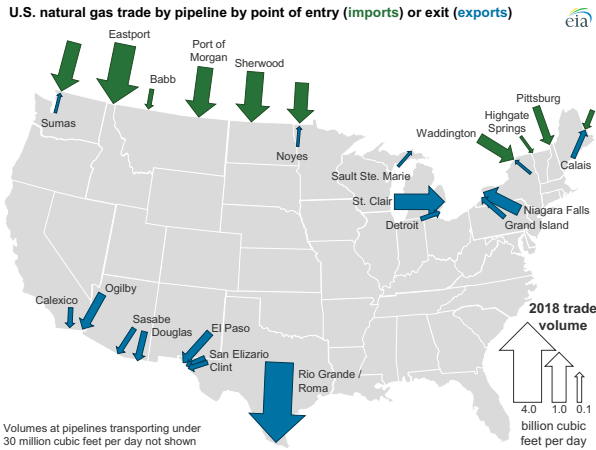 U.S. natural gas trade by pipeline by point of entry (imports) or exit (exports)
eia
Eastport
Babb
Port of
Morgan
Sherwood
Pittsburg
Highgate
Springs
Waddington
Sumas
Noyes
Calais
Sault Ste. Marie
St. Clair
Detroit
Niagara Falls
Grand Island
Calexico
Ogilby
Sasabe
Douglas
El Paso
San Elizario
Clint
Rio Grande /
Roma
2018 trade
volume
4.0
1.0
0.1
billion cubic
feet per day
Volumes at pipelines transporting under
30 million cubic feet per day not shown